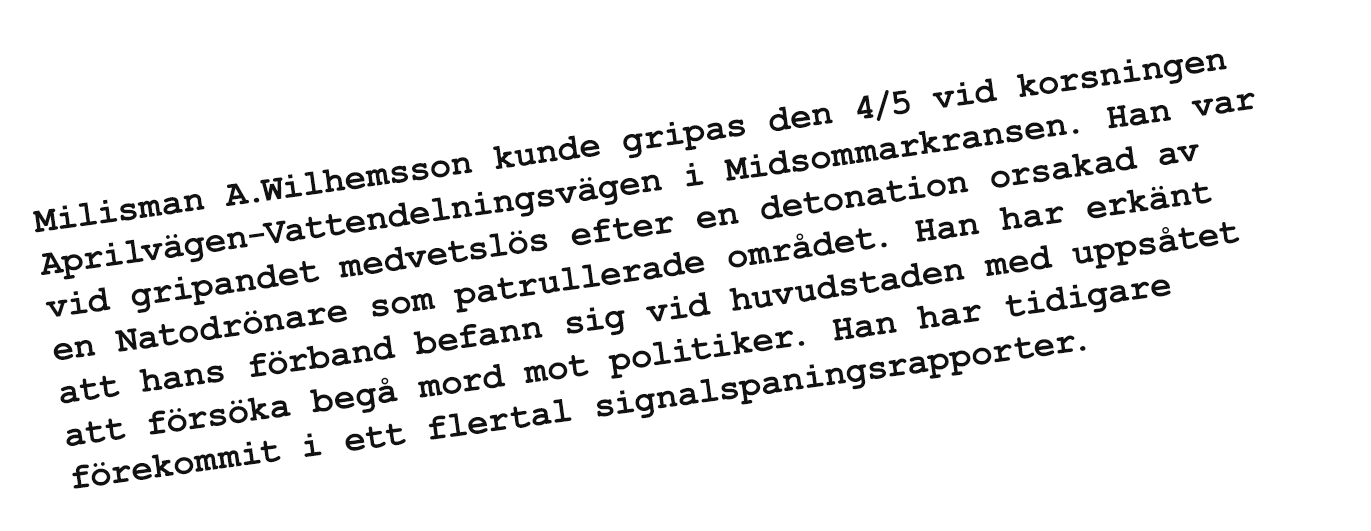 Milisman A.Wilhemsson kunde gripas den 4/5 vid korsningen
Aprilvägen-Vattendelningsvägen i Midsommarkransen. Han var
vid gripandet medvetslös efter en detonation orsakad av
en Natodrönare som patrullerade området. Han har erkänt
att hans förband befann sig vid huvudstaden med uppsåtet
att försöka begå mord mot politiker. Han har tidigare
förekommit i ett flertal signalspaningsrapporter.